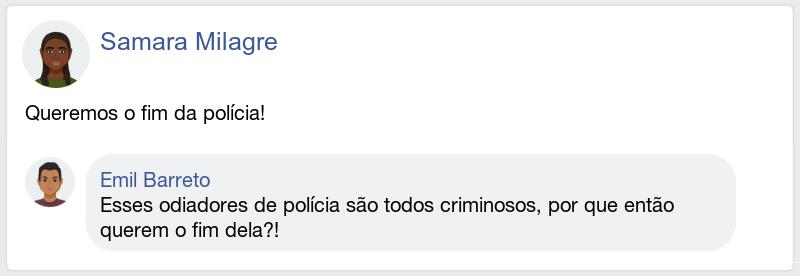 Samara Milagre
Queremos o fim da polícia!
Emil Barreto
Esses odiadores de polícia são todos criminosos, por que então
querem o fim dela?!